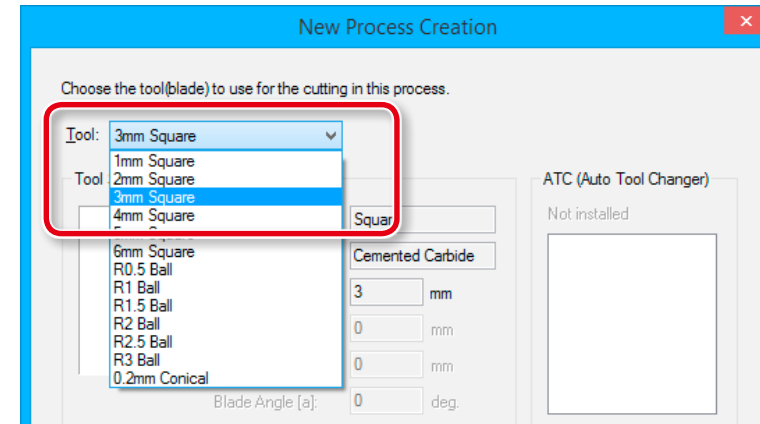 New Process Creation
Choose the tool(blade) to use for the cutting in this process.
Tool: 3mm Square
1mm Square
Tool 2mm Square
ATC (Auto Tool Changer)
3mm Square
4mm Square
Squar
Not installed
6mm Square
Cemented Carbide
R0.5 Ball
R1 Ball
3 mm
R1.5 Ball
R2 Ball
0 mm
R2.5 Ball
R3 Ball
0 mm
0.2mm Conical
Blade Angle [a]: 0 deg.